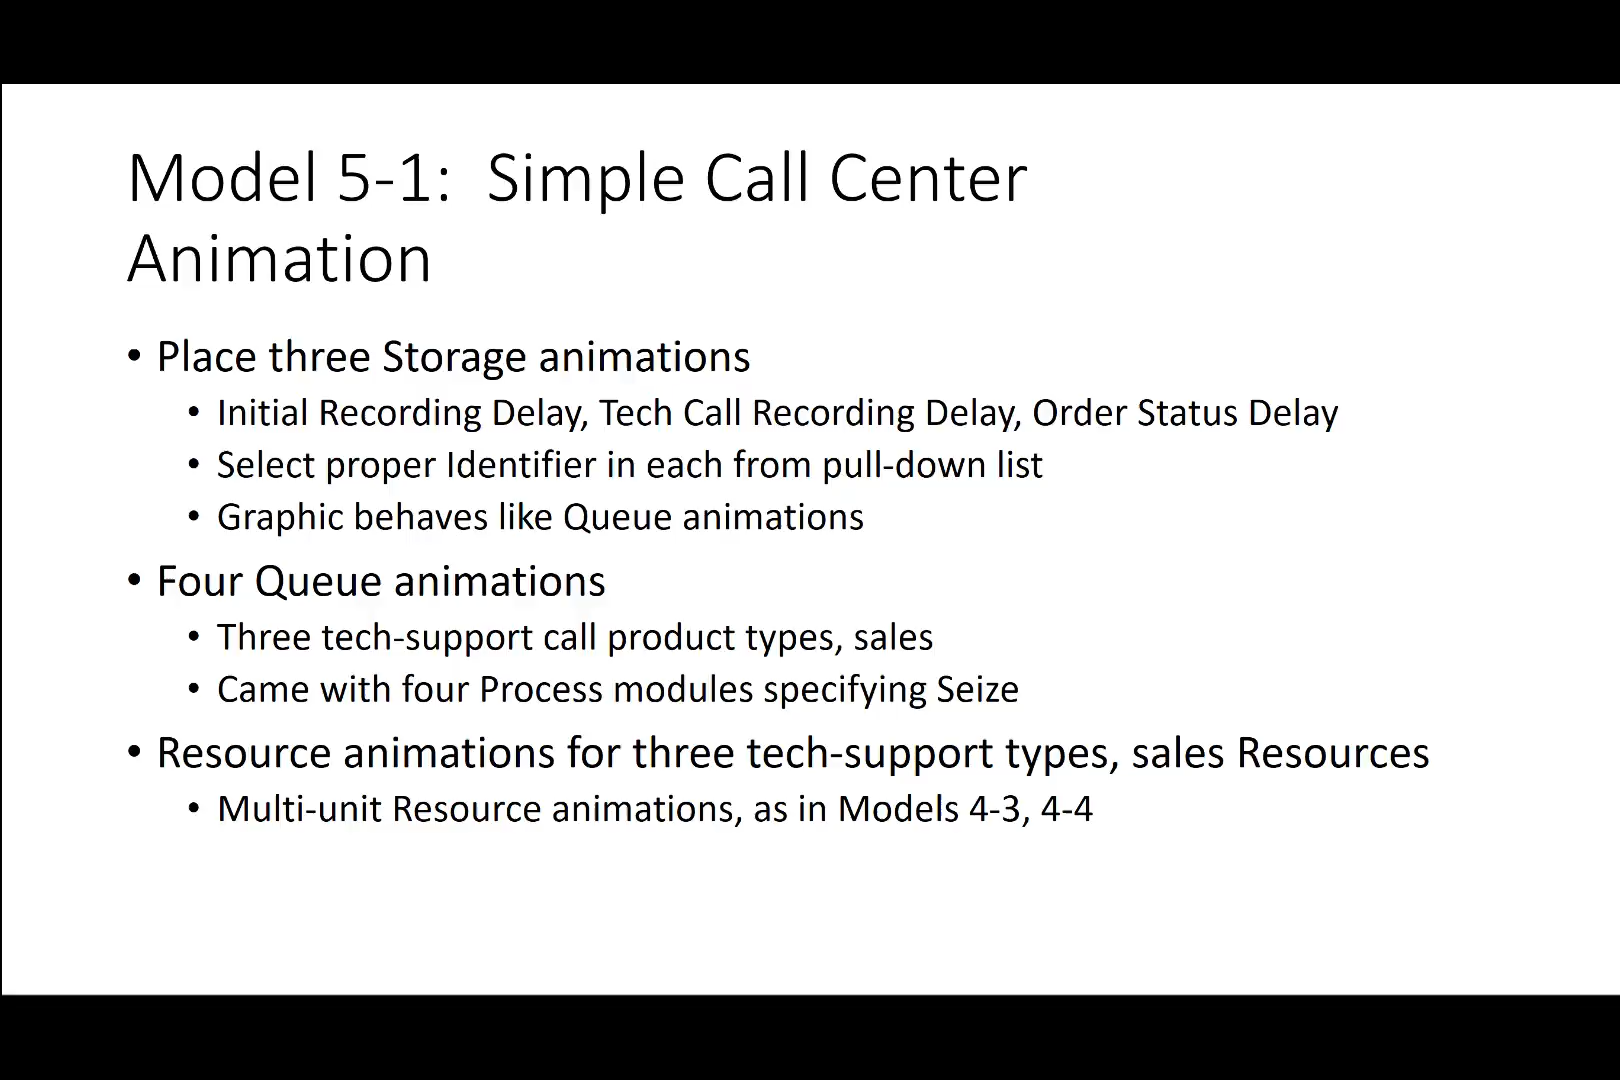 Model 5-1:  Simple Call Center
Animation
• Place three Storage animations
• Initial Recording Delay, Tech Call Recording Delay, Order Status Delay
• Select proper Identifier in each from pull-down list
• Graphic behaves like Queue animations
• Four Queue animations
• Three tech-support call product types, sales
• Came with four Process modules specifying Seize
• Resource animations for three tech-support types, sales Resources
• Multi-unit Resource animations, as in Models 4-3, 4-4